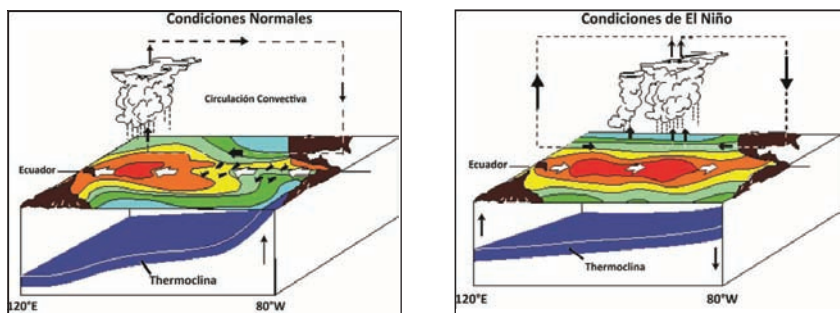 Condiciones Normales
Circulación Convectiva
Ecuador
Thermoclina
120°E
80°W
Condiciones de El Niño
Ecuador
Thermoclina
120°E
80°W